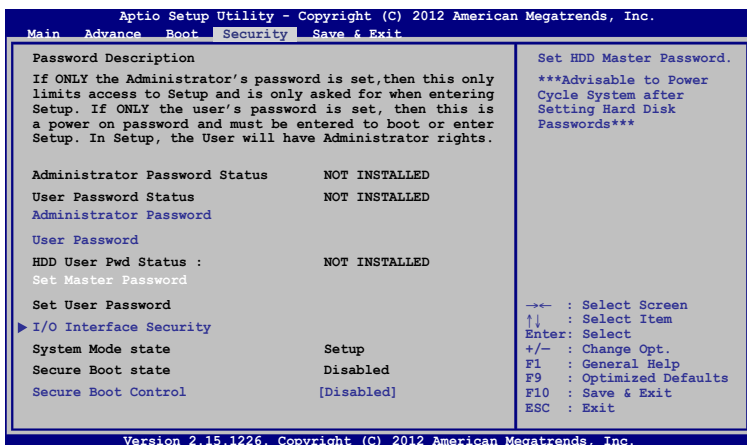 Aptio Setup Utility - Copyright (C) 2012 American Megatrends, Inc.
Main Advance Boot Security Save & Exit
Password Description
If ONLY the Administrator's password is set,then this only
limits access to Setup and is only asked for when entering
Setup. If ONLY the user's password is set, then this is
a power on password and must be entered to boot or enter
Setup. In Setup, the User will have Administrator rights.
Administrator Password Status NOT INSTALLED
User Password Status NOT INSTALLED
Administrator Password
User Password
HDD User Pwd Status : NOT INSTALLED
Set Master Password
Set User Password
I/O Interface Security
System Mode state Setup
Secure Boot state Disabled
Secure Boot Control [Disabled]
Set HDD Master Password.
***Advisable to Power
Cycle System after
Setting Hard Disk
Passwords***
→← : Select Screen
↑↓ : Select Item
Enter: Select
+/— : Change Opt.
F1 : General Help
F9 : Optimized Defaults
F10 : Save & Exit
ESC : Exit
Version 2.15.1226. Copyright (C) 2012 American Megatrends, Inc.